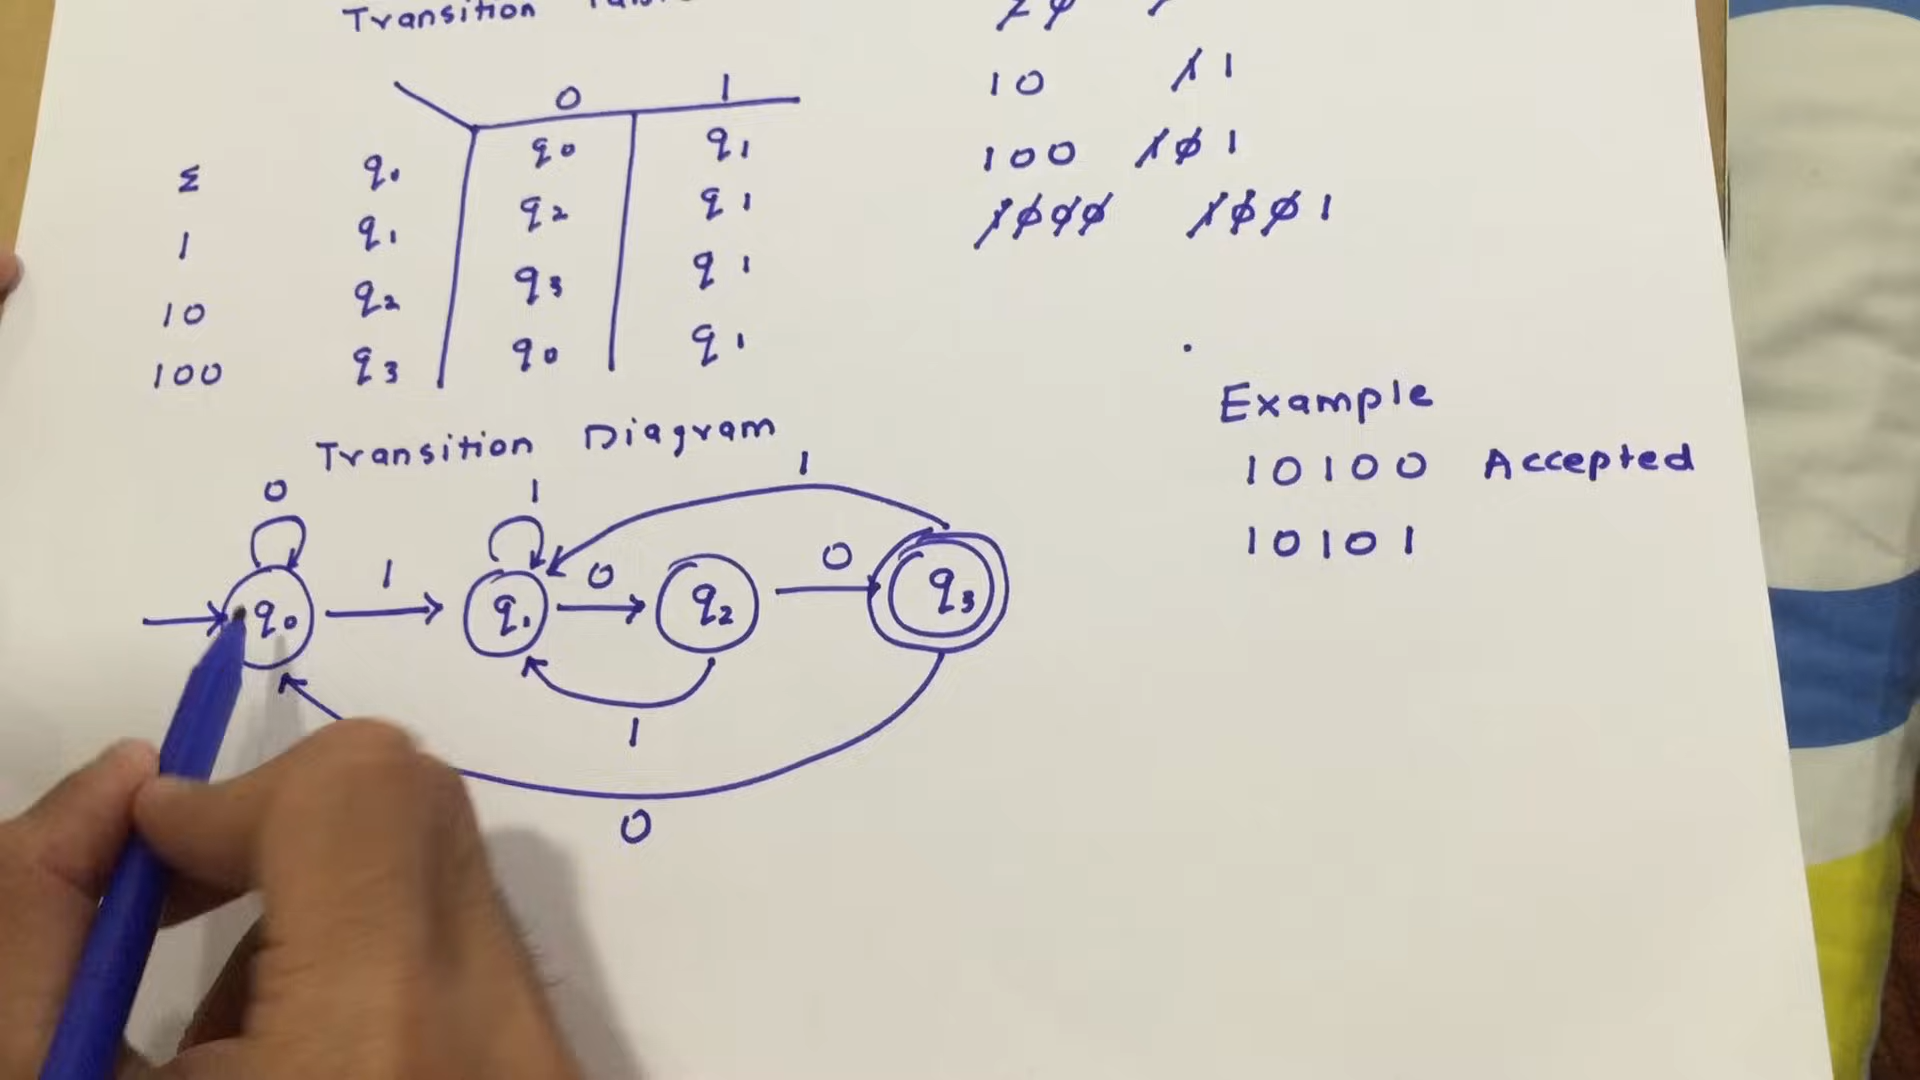 Transition
0 1
Σ q0 q0 q1
1 q1 q2 q1
10 q2 q3 q1
100 q3 q0 q1
10 11
100 101
1000 1001
Transition Diagram
0 1 1
1 0 0
q0 q1 q2 q3
1
0
Example
10100 Accepted
10101